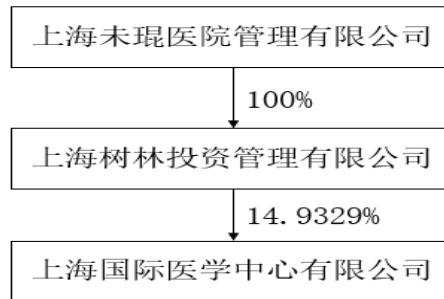 上海未琨医院管理有限公司
100%
上海树林投资管理有限公司
14.9329%
上海国际医学中心有限公司